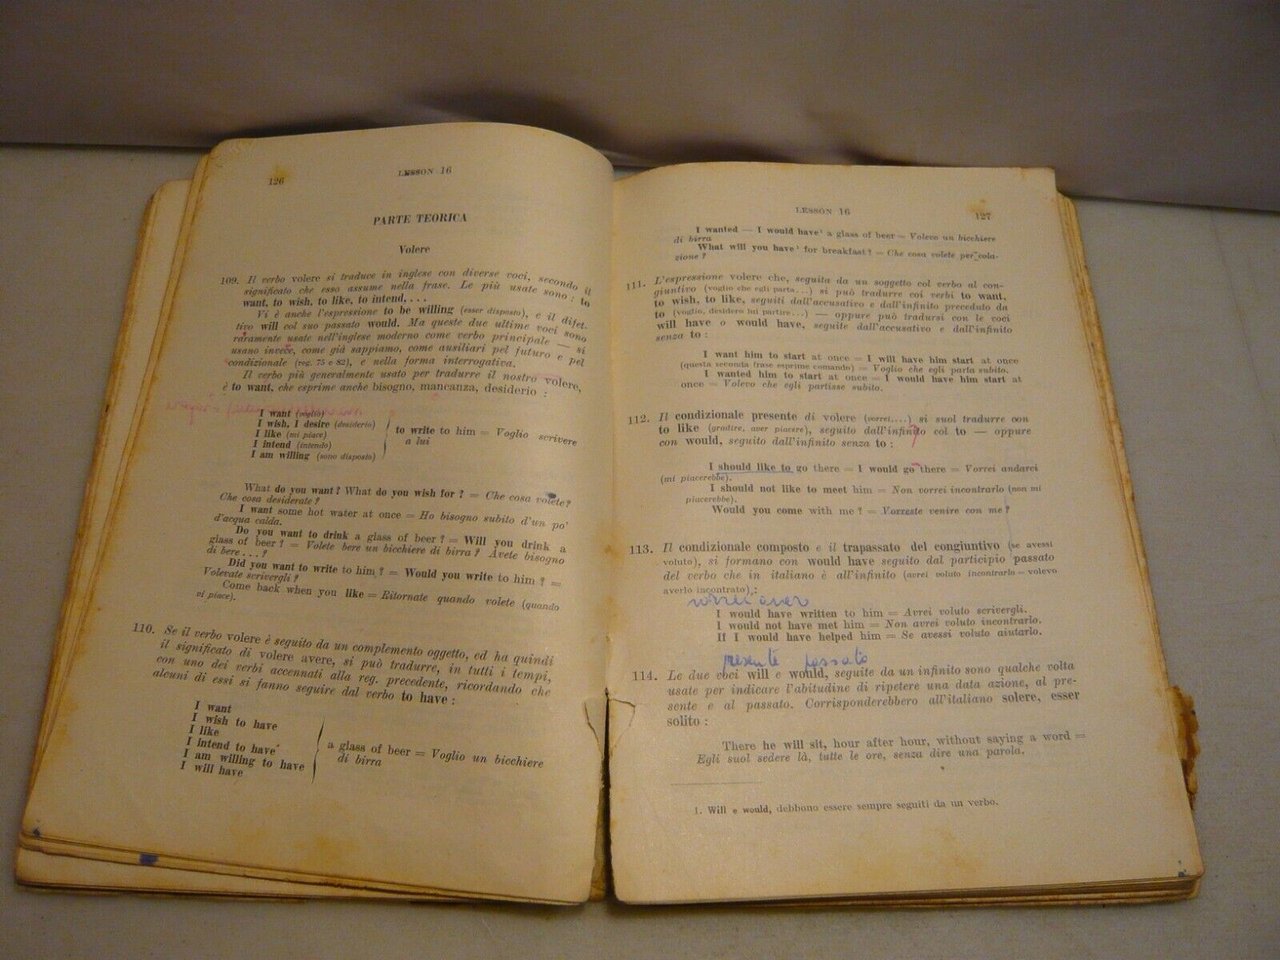 126
LESSON 16
PARTE TEORICA
Volere
109. Il verbo volere si traduce in inglese con diverse voci, secondo il
significato che esso assume nella frase. Le più usate sono : to
want, to wish, to like, to intend, . . .
Vi è anche l'espressione to be willing (esser disposto), e il difet-
tivo will col suo passato would. Ma queste due ultime voci sono
raramente usate nell'inglese moderno come verbo principale — si
usano invece, come già sappiamo, come ausiliari pel futuro e pel
condizionale (reg. 75 e 82), e nella forma interrogativa.
Il verbo più generalmente usato per tradurre il nostro volere,
è to want, che esprime anche bisogno, mancanza, desiderio :
I want (voglio)
I wish, I desire (desiderio)
I like (mi piace)
I intend (intendo)
I am willing (sono disposto)
to write to him = Voglio scrivere
a lui
What do you want? What do you wish for ? = Che cosa volete?
Che cosa desiderate ?
I want some hot water at once = Ho bisogno subito d'un po'
d'acqua calda.
Do you want to drink a glass of beer ? = Will you drink a
glass of beer ? = Volete bere un bicchiere di birra ? Avete bisogno
di bere . . . ?
Did you want to write to him ? = Would you write to him ? =
Volevate scrivergli ?
Come back when you like = Ritornate quando volete (quando
vi piace).
110. Se il verbo volere è seguito da un complemento oggetto, ed ha quindi
il significato di volere avere, si può tradurre, in tutti i tempi,
con uno dei verbi accennati alla reg. precedente, ricordando che
alcuni di essi si fanno seguire dal verbo to have :
I want
I wish to have
I like
I intend to have
I am willing to have
I will have
a glass of beer = Voglio un bicchiere
di birra
LESSON 16
127
I wanted — I would have¹ a glass of beer = Volevo un bicchiere
di birra
What will you have¹ for breakfast ? = Che cosa volete per cola-
zione ?
111. L'espressione volere che, seguita da un soggetto col verbo al con-
giuntivo (voglio che egli parta . . .) si può tradurre coi verbi to want,
to wish, to like, seguiti dall'accusativo e dall'infinito preceduto da
to (voglio, desidero lui partire . . .) — oppure può tradursi con le voci
will have o would have, seguite dall'accusativo e dall'infinito
senza to :
I want him to start at once = I will have him start at once
(questa seconda frase esprime comando) = Voglio che egli parta subito.
I wanted him to start at once = I would have him start at
once = Volevo che egli partisse subito.
112. Il condizionale presente di volere (vorrei....) si suol tradurre con
to like (gradire, aver piacere), seguito dall'infinito col to — oppure
con would, seguito dall'infinito senza to :
I should like to go there = I would go there = Vorrei andarci
(mi piacerebbe).
I should not like to meet him = Non vorrei incontrarlo (non mi
piacerebbe).
Would you come with me ? = Vorreste venire con me ?
113. Il condizionale composto e il trapassato del congiuntivo (se avessi
voluto), si formano con would have seguito dal participio passato
del verbo che in italiano è all'infinito (avrei voluto incontrarlo = volevo
averlo incontrato) :
vorrei aver
I would have written to him = Avrei voluto scrivergli.
I would not have met him = Non avrei voluto incontrarlo.
If I would have helped him = Se avessi voluto aiutarlo.
presente passato
114. Le due voci will e would, seguite da un infinito sono qualche volta
usate per indicare l'abitudine di ripetere una data azione, al pre-
sente e al passato. Corrisponderebbero all'italiano solere, esser
solito :
There he will sit, hour after hour, without saying a word =
Egli suol sedere là, tutte le ore, senza dire una parola.
1. Will e would, debbono essere sempre seguiti da un verbo.